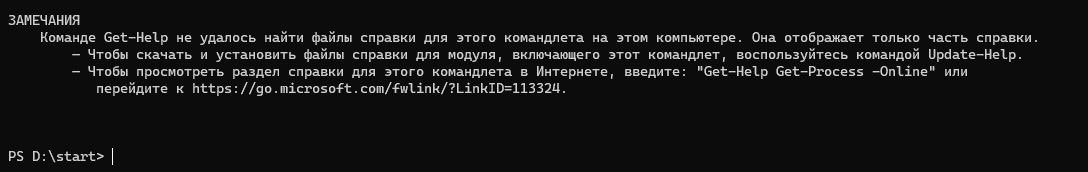 ЗАМЕЧАНИЯ
Команде Get-Help не удалось найти файлы справки для этого командлета на этом компьютере. Она отображает только часть справки.
— Чтобы скачать и установить файлы справки для модуля, включающего этот командлет, воспользуйтесь командой Update-Help.
— Чтобы просмотреть раздел справки для этого командлета в Интернете, введите: "Get-Help Get-Process -Online" или
перейдите к https://go.microsoft.com/fwlink/?LinkID=113324.
PS D:\start>